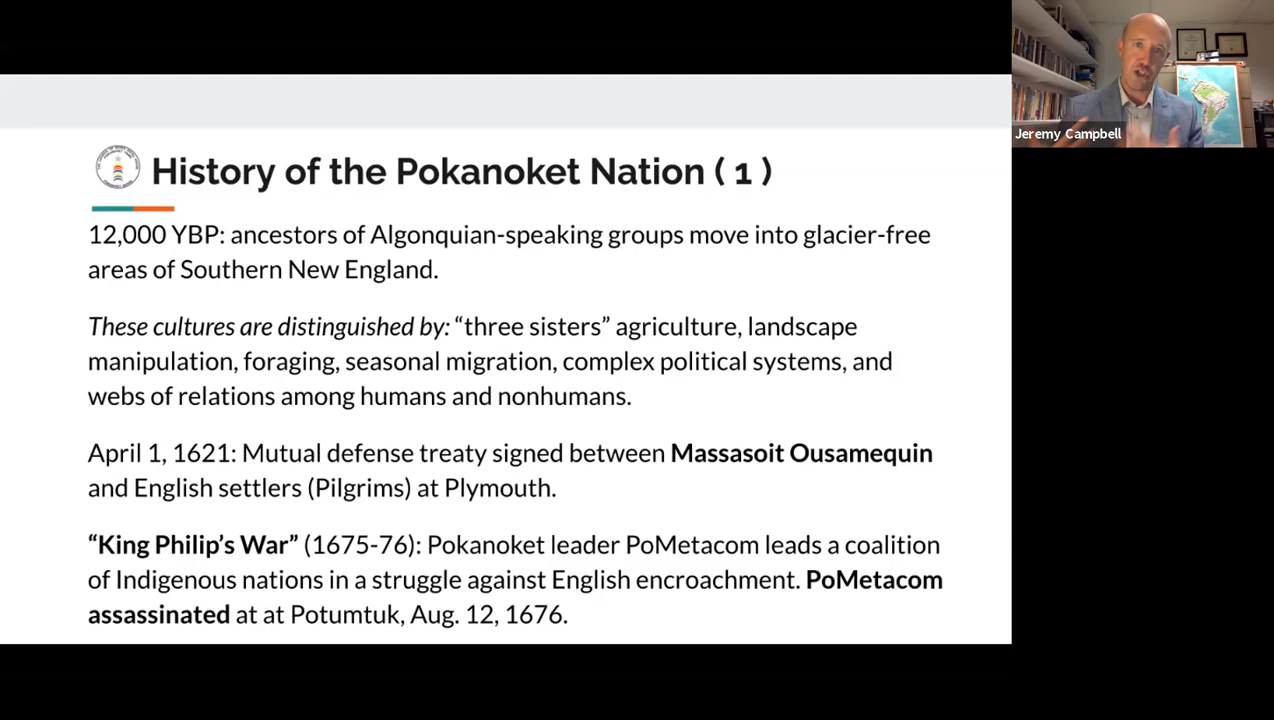 History of the Pokanoket Nation ( 1 )
12,000 YBP: ancestors of Algonquian-speaking groups move into glacier-free
areas of Southern New England.
These cultures are distinguished by: “three sisters” agriculture, landscape
manipulation, foraging, seasonal migration, complex political systems, and
webs of relations among humans and nonhumans.
April 1, 1621: Mutual defense treaty signed between Massasoit Ousamequin
and English settlers (Pilgrims) at Plymouth.
“King Philip’s War” (1675-76): Pokanoket leader PoMetacom leads a coalition
of Indigenous nations in a struggle against English encroachment. PoMetacom
assassinated at at Potumtuk, Aug. 12, 1676.
Jeremy Campbell